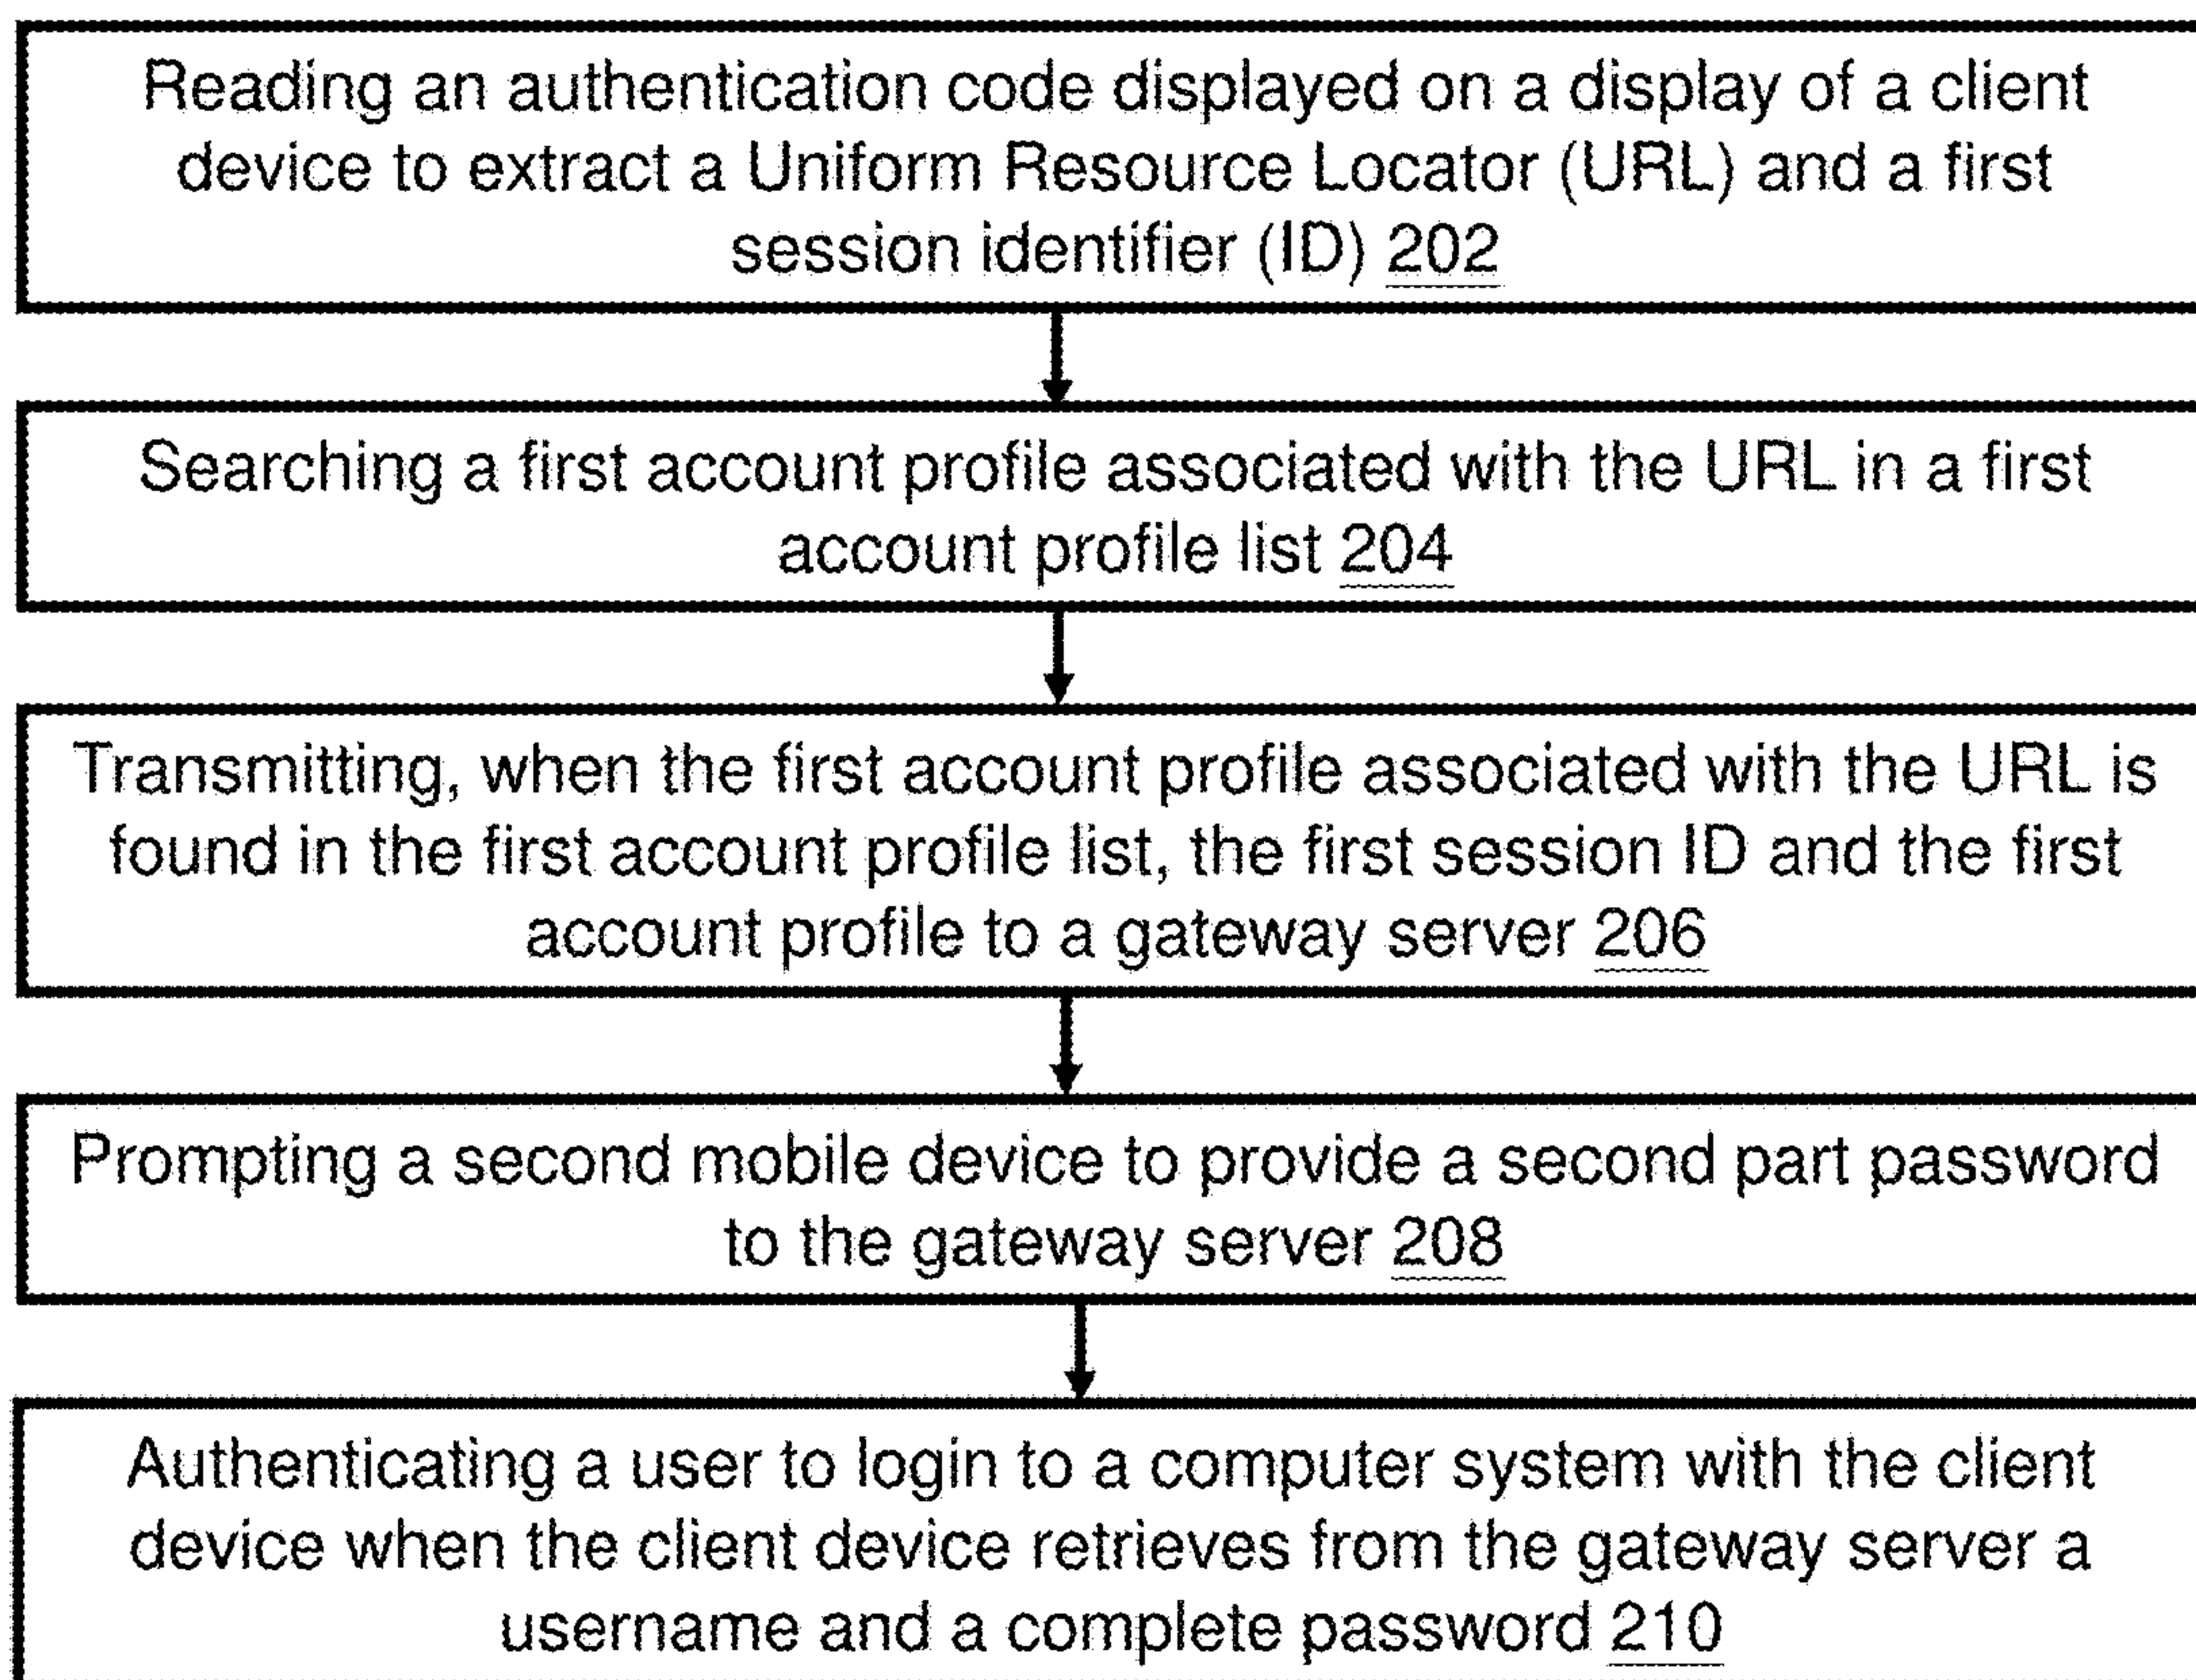 Reading an authentication code displayed on a display of a client
device to extract a Uniform Resource Locator (URL) and a first
session identifier (ID) 202
Searching a first account profile associated with the URL in a first
account profile list 204
Transmitting, when the first account profile associated with the URL is
found in the first account profile list, the first session ID and the first
account profile to a gateway server 206
Prompting a second mobile device to provide a second part password
to the gateway server 208
Authenticating a user to login to a computer system with the client
device when the client device retrieves from the gateway server a
username and a complete password 210